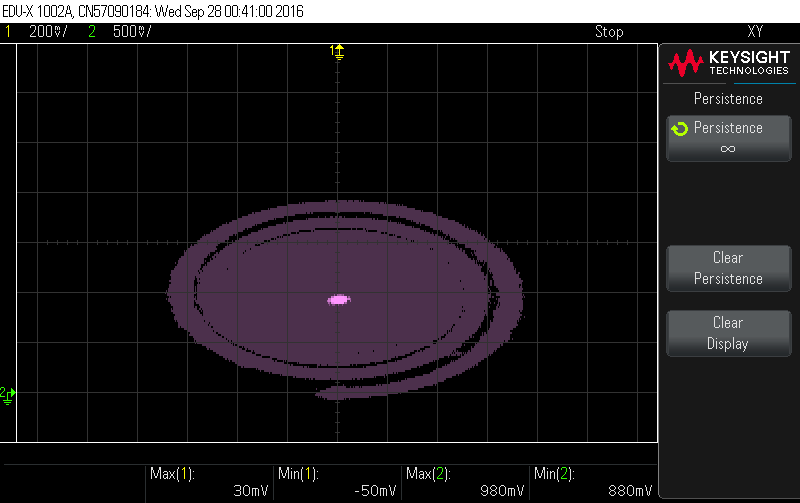 EDU-X 1002A, CN57090184: Wed Sep 28 00:41:00 2016
1 200♉/ 2 500♉/ Stop XY
KEYSIGHT
TECHNOLOGIES
Persistence
Persistence
∞
Clear
Persistence
Clear
Display
1
2
Max(1): Min(1): Max(2): Min(2):
30mV -50mV 980mV 880mV